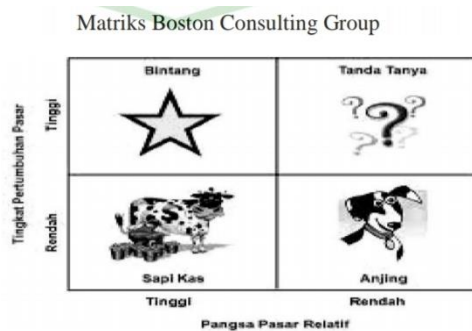 Matriks Boston Consulting Group
Bintang
Tanda Tanya
Tingkat Pertumbuhan Pasar
Tinggi
Rendah
Sapi Kas
Anjing
Tinggi
Rendah
Pangsa Pasar Relatif